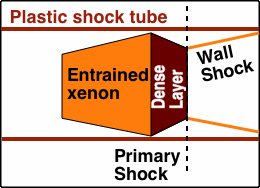 Plastic shock tube
Entrained
xenon
Dense
Layer
Wall
Shock
Primary
Shock